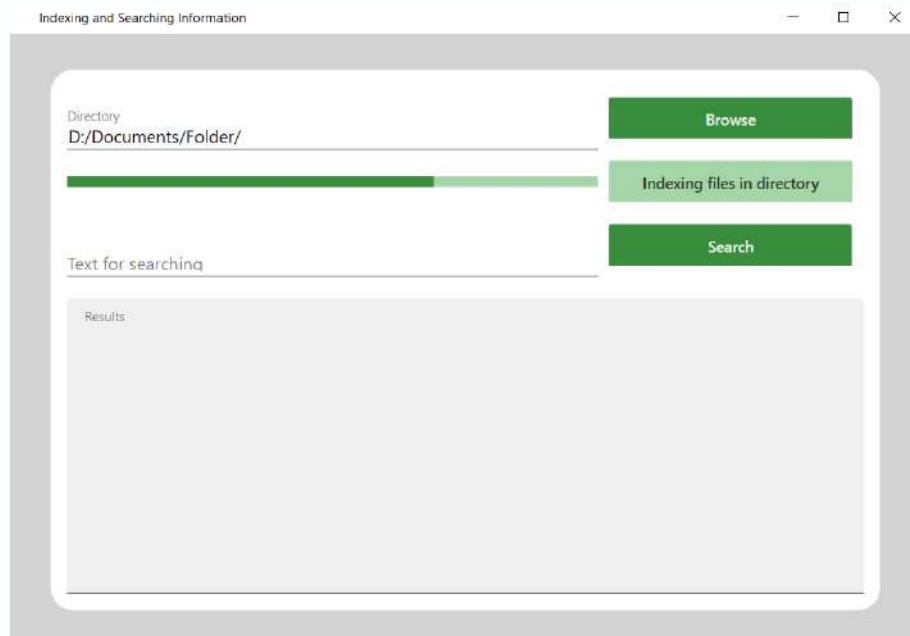 Indexing and Searching Information
Directory
D:/Documents/Folder/
Browse
Indexing files in directory
Text for searching
Search
Results